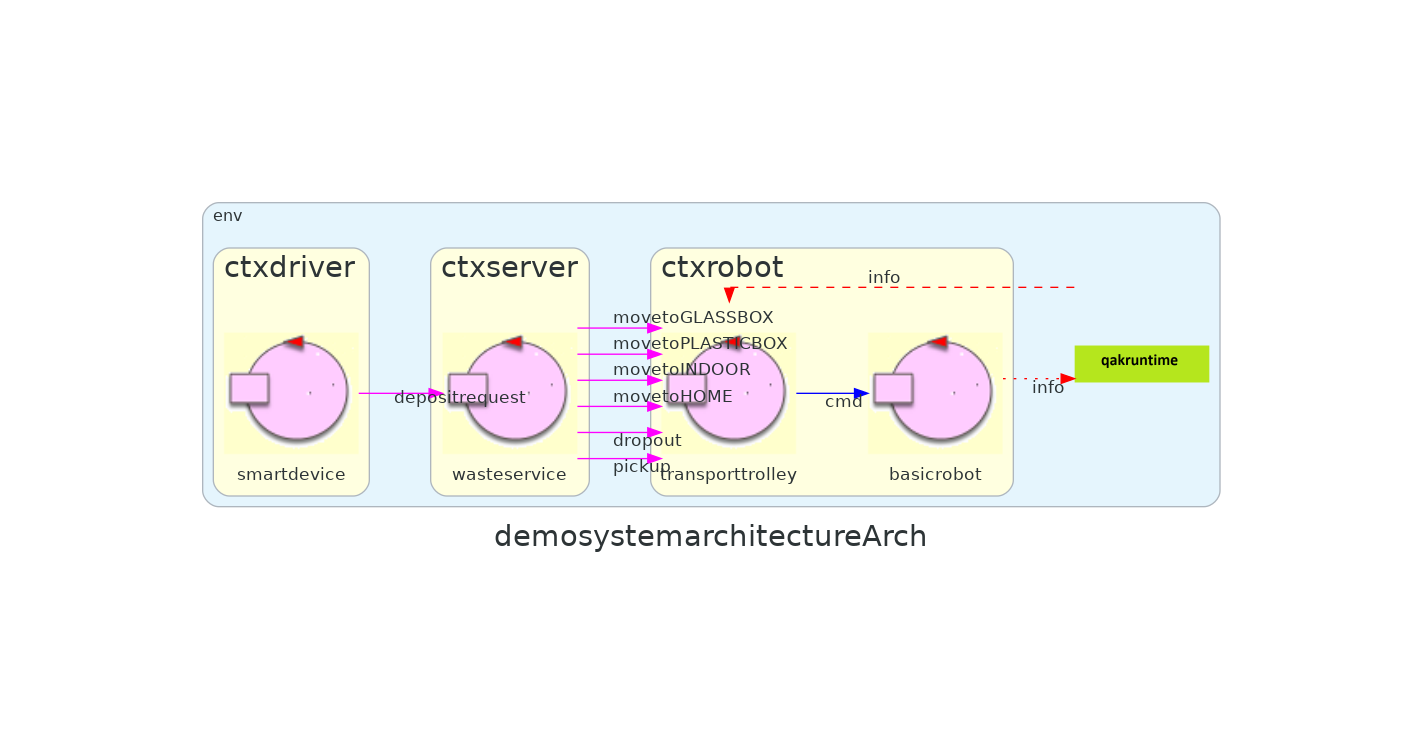 env
ctxdriver
ctxserver
ctxrobot
info
movetoGLASSBOX
movetoPLASTICBOX
movetoINDOOR
movetoHOME
depositrequest
dropout
pickup
cmd
qakruntime
info
smartdevice
wasteservice
transporttrolley
basicrobot
demosystemarchitectureArch